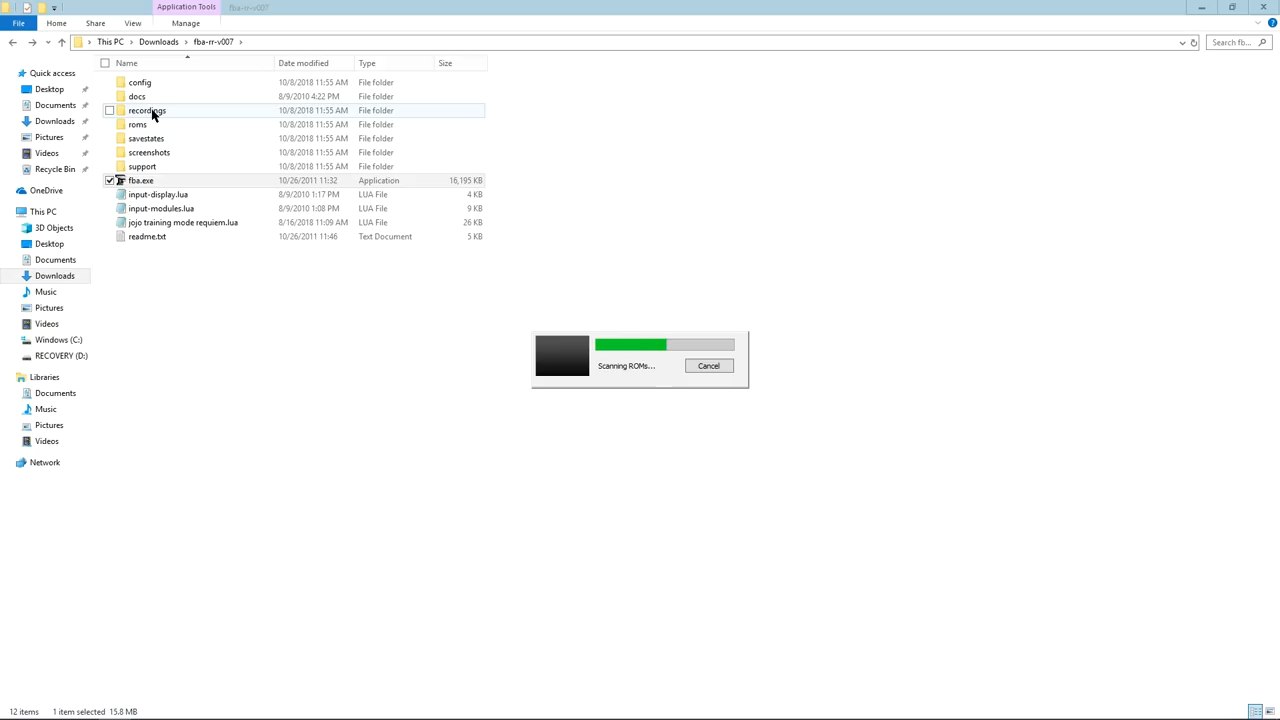 Application Tools
fba-rr-v007
File Home Share View Manage
This PC Downloads fba-rr-v007
Search fb...
Name Date modified Type Size
Quick access
Desktop
Documents
Downloads
Pictures
Videos
Recycle Bin
OneDrive
This PC
3D Objects
Desktop
Documents
Downloads
Music
Pictures
Videos
Windows (C:)
RECOVERY (D:)
Libraries
Documents
Music
Pictures
Videos
Network
config 10/8/2018 11:55 AM File folder
docs 8/9/2010 4:22 PM File folder
recordings 10/8/2018 11:55 AM File folder
roms 10/8/2018 11:55 AM File folder
savestates 10/8/2018 11:55 AM File folder
screenshots 10/8/2018 11:55 AM File folder
support 10/8/2018 11:55 AM File folder
fba.exe 10/26/2011 11:32 Application 16,195 KB
input-display.lua 8/9/2010 1:17 PM LUA File 4 KB
input-modules.lua 8/9/2010 1:08 PM LUA File 9 KB
jojo training mode requiem.lua 8/16/2018 11:09 AM LUA File 26 KB
readme.txt 10/26/2011 11:46 Text Document 5 KB
Scanning ROMs...
Cancel
12 items 1 item selected 15.8 MB